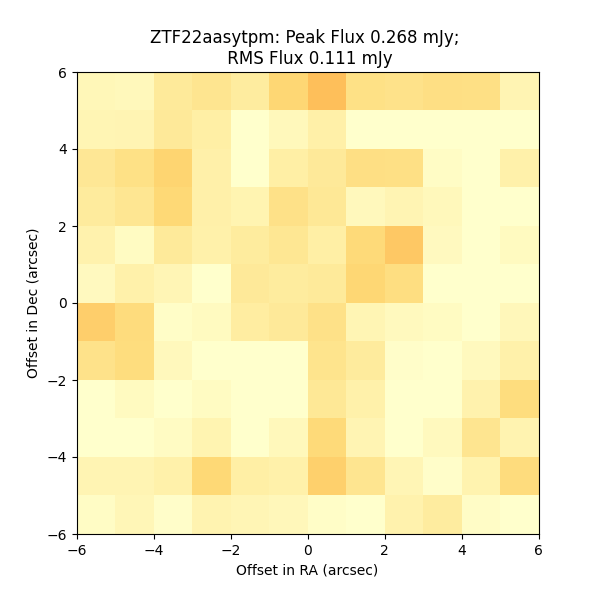 ZTF22aasytpm: Peak Flux 0.268 mJy;
RMS Flux 0.111 mJy
6
4
2
0
−2
−4
−6
Offset in Dec (arcsec)
−6 −4 −2 0 2 4 6
Offset in RA (arcsec)